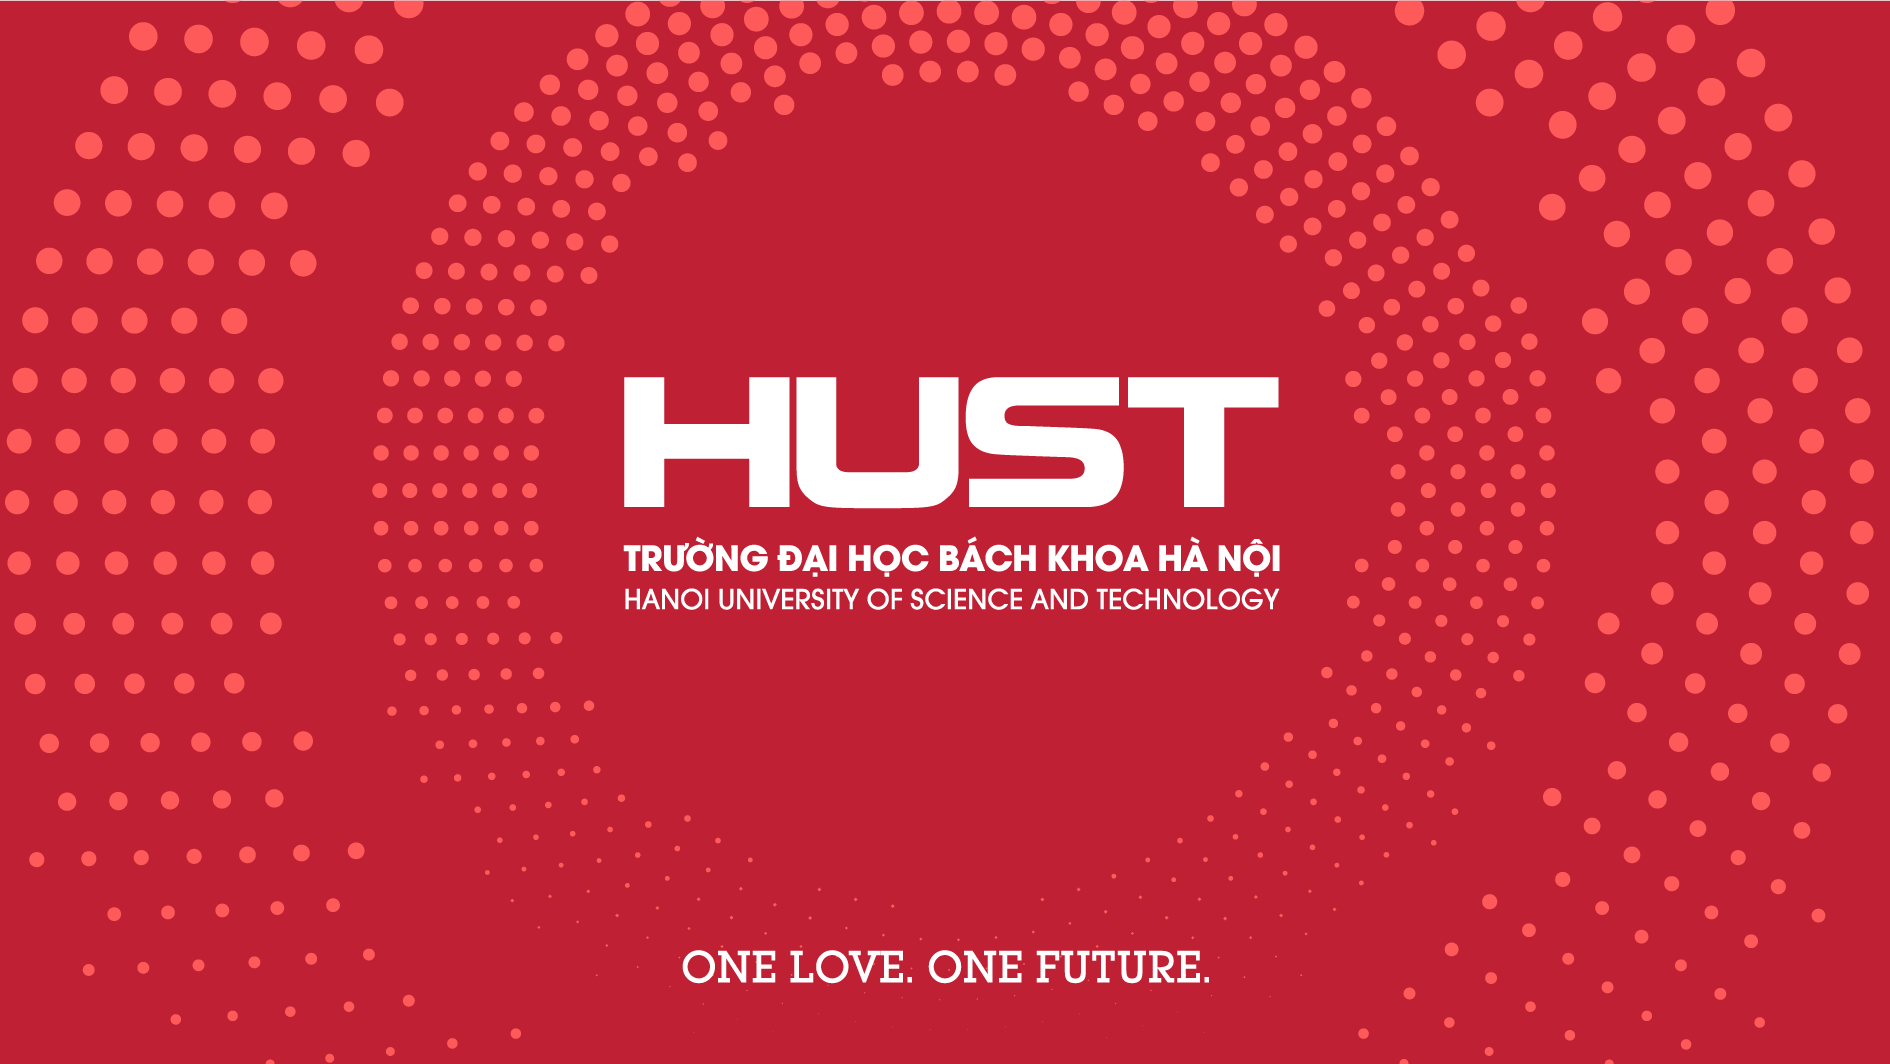 HUST
TRƯỜNG ĐẠI HỌC BÁCH KHOA HÀ NỘI
HANOI UNIVERSITY OF SCIENCE AND TECHNOLOGY
ONE LOVE. ONE FUTURE.